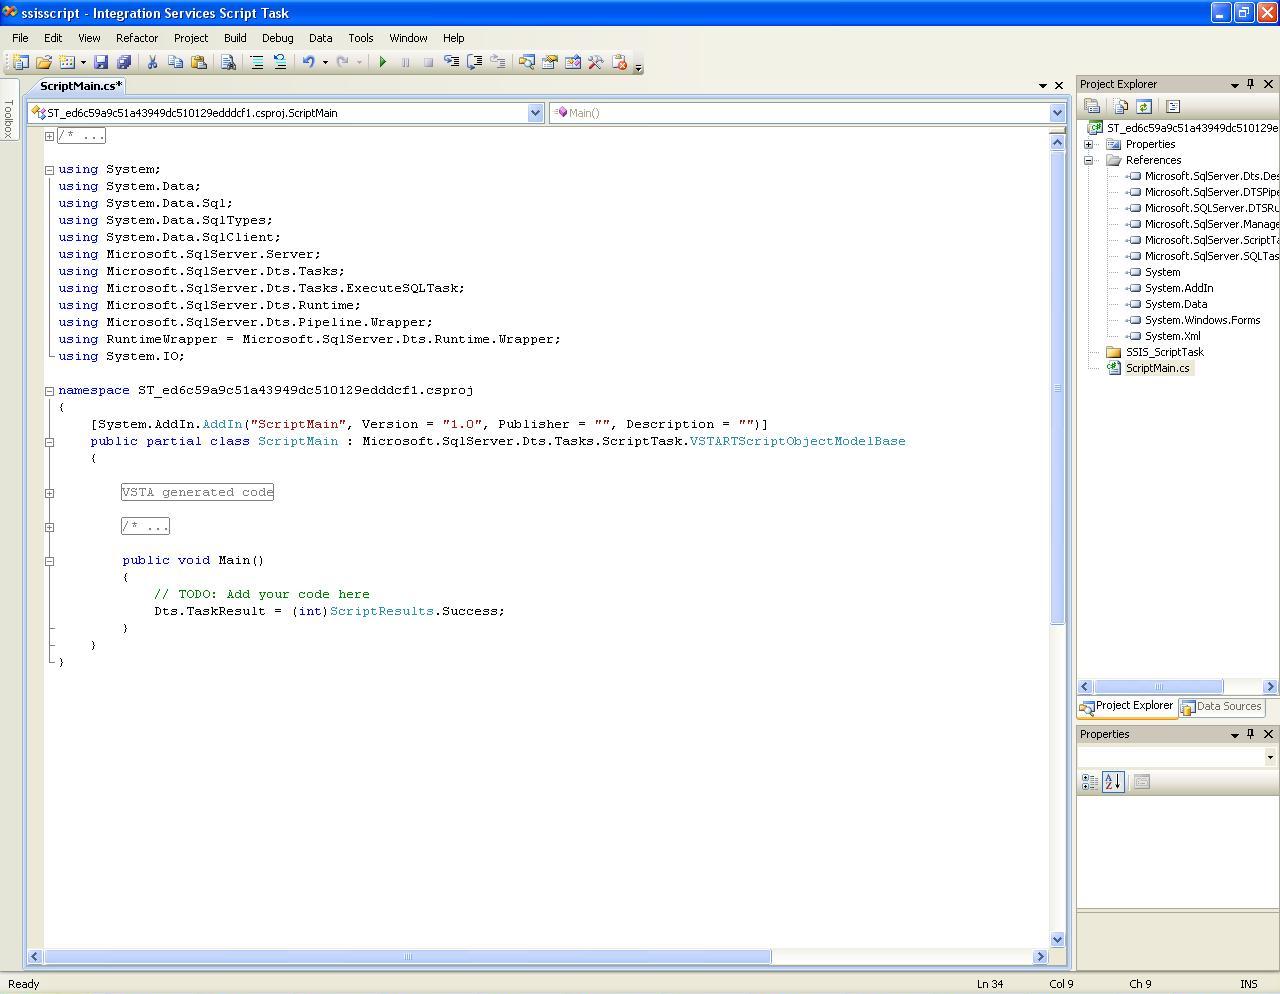 ssisscript - Integration Services Script Task
File Edit View Refactor Project Build Debug Data Tools Window Help
Toolbox
ScriptMain.cs*
ST_ed6c59a9c51a43949dc510129edddcf1.csproj.ScriptMain
Main()
/* ...
using System;
using System.Data;
using System.Data.Sql;
using System.Data.SqlTypes;
using System.Data.SqlClient;
using Microsoft.SqlServer.Server;
using Microsoft.SqlServer.Dts.Tasks;
using Microsoft.SqlServer.Dts.Tasks.ExecuteSQLTask;
using Microsoft.SqlServer.Dts.Runtime;
using Microsoft.SqlServer.Dts.Pipeline.Wrapper;
using RuntimeWrapper = Microsoft.SqlServer.Dts.Runtime.Wrapper;
using System.IO;
namespace ST_ed6c59a9c51a43949dc510129edddcf1.csproj
{
[System.AddIn.AddIn("ScriptMain", Version = "1.0", Publisher = "", Description = "")]
public partial class ScriptMain : Microsoft.SqlServer.Dts.Tasks.ScriptTask.VSTARTScriptObjectModelBase
{
VSTA generated code
/* ...
public void Main()
{
// TODO: Add your code here
Dts.TaskResult = (int)ScriptResults.Success;
}
}
}
Project Explorer
ST_ed6c59a9c51a43949dc510129e
Properties
References
Microsoft.SqlServer.Dts.Des
Microsoft.SqlServer.DTSPipe
Microsoft.SQLServer.DTSRu
Microsoft.SqlServer.Manage
Microsoft.SqlServer.ScriptTa
Microsoft.SqlServer.SQLTas
System
System.AddIn
System.Data
System.Windows.Forms
System.Xml
SSIS_ScriptTask
ScriptMain.cs
Project Explorer
Data Sources
Properties
Ready
Ln 34 Col 9 Ch 9 INS